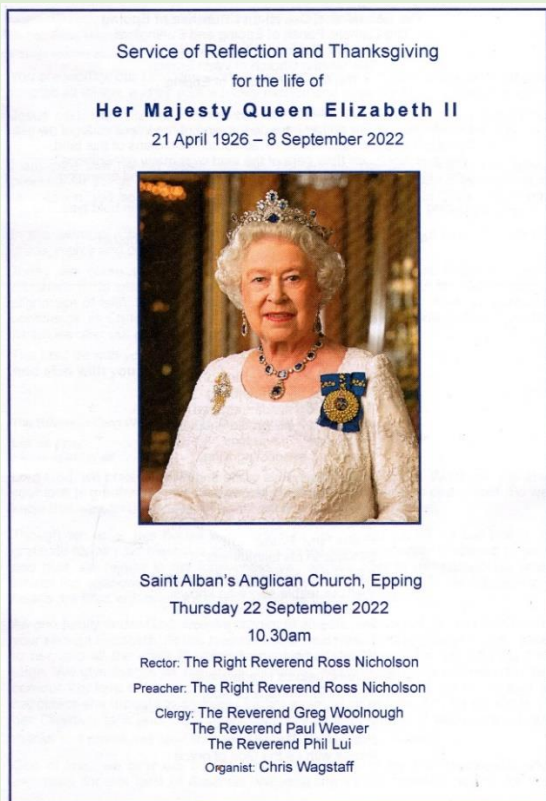 Service of Reflection and Thanksgiving
for the life of
Her Majesty Queen Elizabeth II
21 April 1926 – 8 September 2022
Saint Alban's Anglican Church, Epping
Thursday 22 September 2022
10.30am
Rector: The Right Reverend Ross Nicholson
Preacher: The Right Reverend Ross Nicholson
Clergy: The Reverend Greg Woolnough
The Reverend Paul Weaver
The Reverend Phil Lui
Organist: Chris Wagstaff